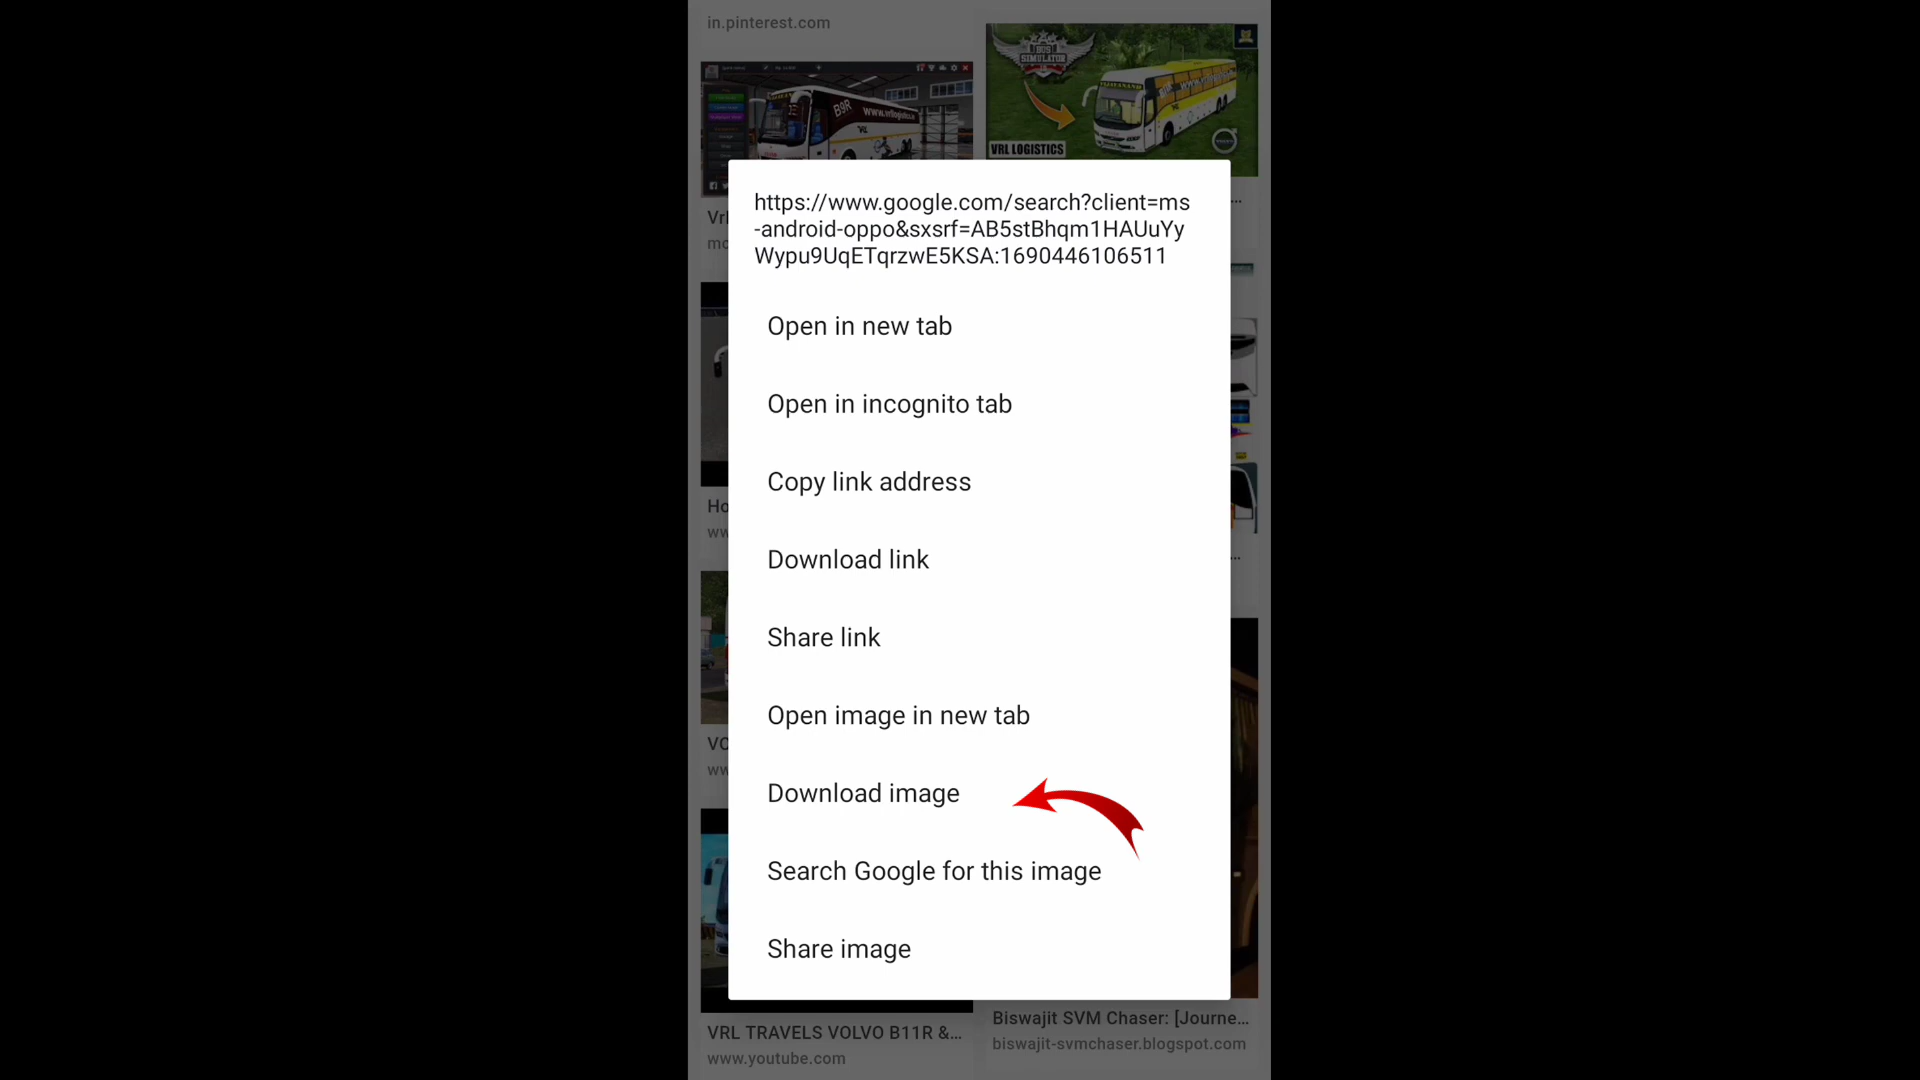 in.pinterest.com
BUS
SIMULATOR
B9R
VRL
VRL LOGISTICS
https://www.google.com/search?client=ms
-android-oppo&sxsrf=AB5stBhqm1HAUuYy
Wypu9UqETqrzwE5KSA:1690446106511
Open in new tab
Open in incognito tab
Copy link address
Download link
Share link
Open image in new tab
Download image
Search Google for this image
Share image
VRL TRAVELS VOLVO B11R &...
www.youtube.com
Biswajit SVM Chaser: [Journe...
biswajit-svmchaser.blogspot.com